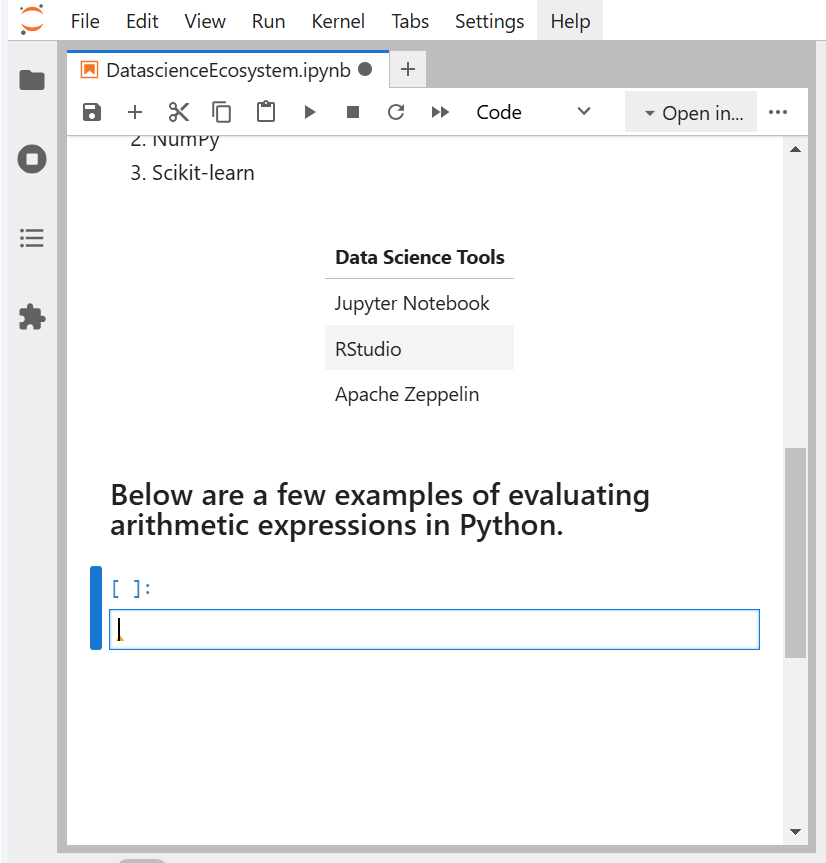 File Edit View Run Kernel Tabs Settings Help
DatascienceEcosystem.ipynb
Code Open in...
2. NumPy
3. Scikit-learn
Data Science Tools
Jupyter Notebook
RStudio
Apache Zeppelin
Below are a few examples of evaluating
arithmetic expressions in Python.
[ ]: